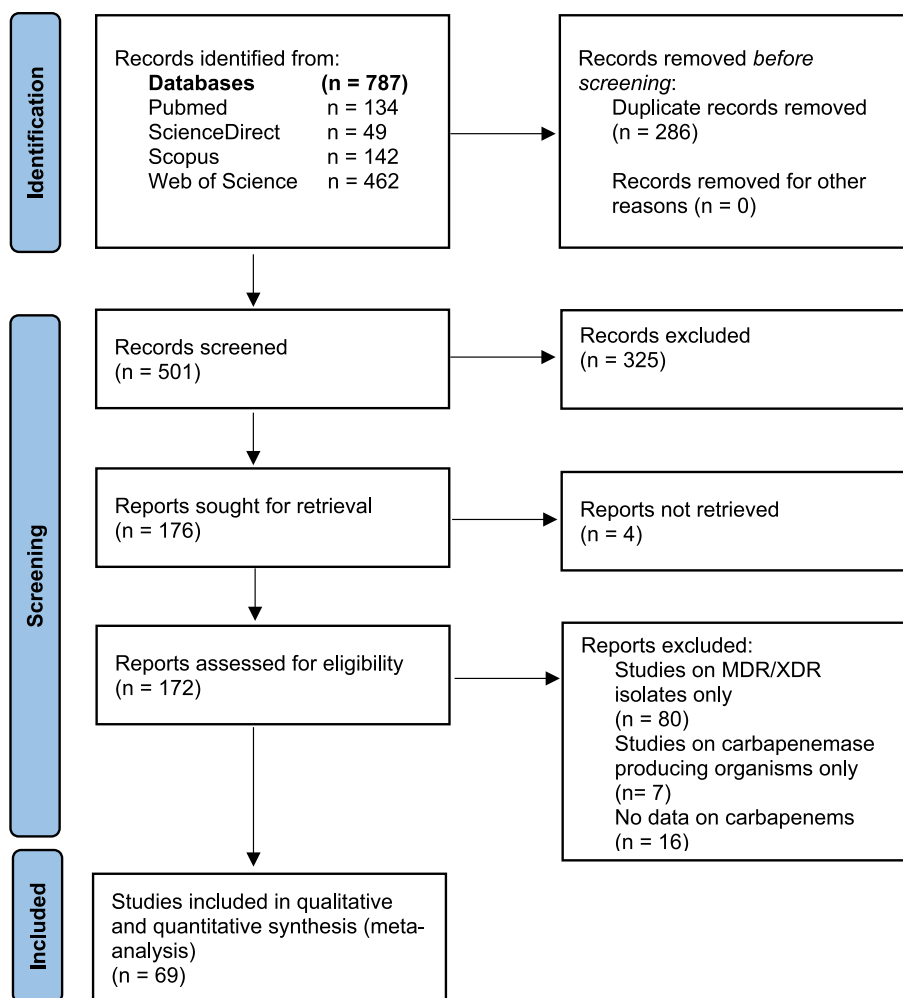 Identification
Records identified from:
Databases (n = 787)
Pubmed n = 134
ScienceDirect n = 49
Scopus n = 142
Web of Science n = 462
Records removed before
screening:
Duplicate records removed
(n = 286)
Records removed for other
reasons (n = 0)
Screening
Records screened
(n = 501)
Records excluded
(n = 325)
Reports sought for retrieval
(n = 176)
Reports not retrieved
(n = 4)
Reports assessed for eligibility
(n = 172)
Reports excluded:
Studies on MDR/XDR
isolates only
(n = 80)
Studies on carbapenemase
producing organisms only
(n= 7)
No data on carbapenems
(n = 16)
Included
Studies included in qualitative
and quantitative synthesis (meta-
analysis)
(n = 69)